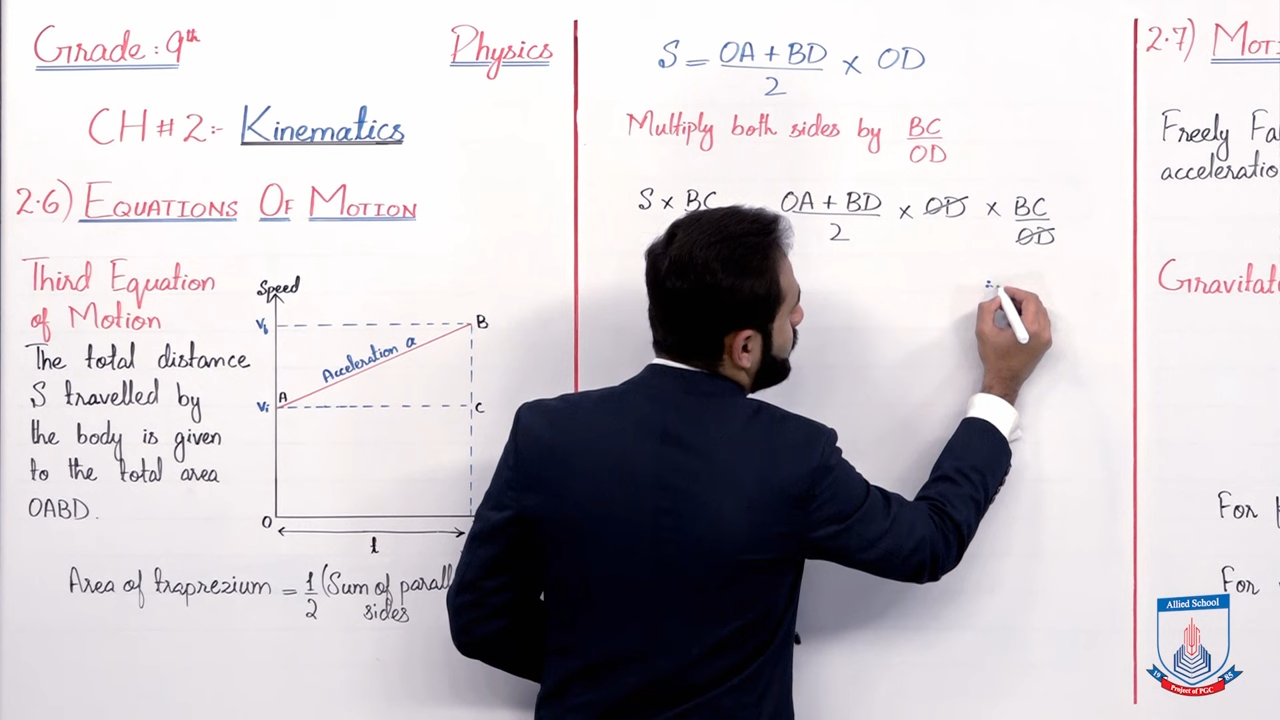 Grade: 9th
Physics
CH # 2:- Kinematics
2.6) EQUATIONS OF MOTION
Third Equation
of Motion
The total distance
S travelled by
the body is given
to the total area
OABD.
Speed
Vf
B
Acceleration a
A
Vi
C
O
t
Area of traprezium = 1/2 (Sum of parall
sides
S = OA + BD / 2 × OD
Multiply both sides by BC / OD
S × BC OA + BD / 2 × OD × BC / OD
2.7)
Freely Fa
acceleratio
Gravitat
For
For
Allied School
19 85
Project of PGC